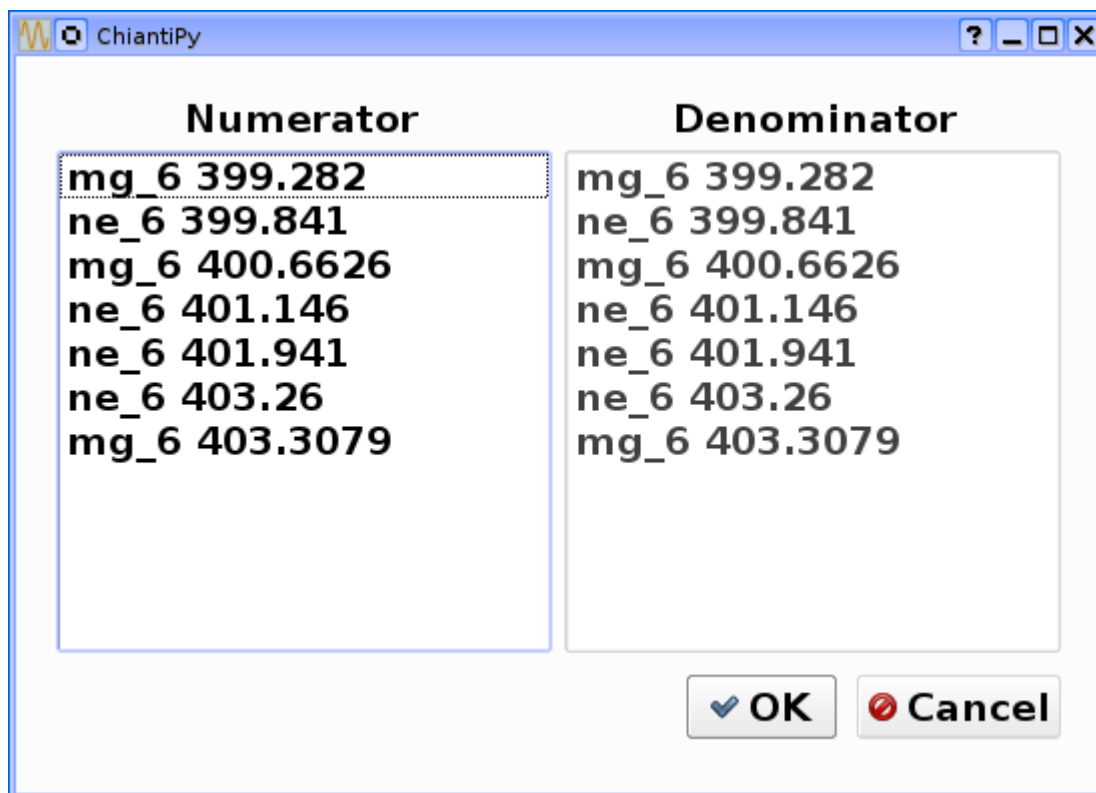 ChiantiPy
Numerator
mg_6 399.282
ne_6 399.841
mg_6 400.6626
ne_6 401.146
ne_6 401.941
ne_6 403.26
mg_6 403.3079
Denominator
mg_6 399.282
ne_6 399.841
mg_6 400.6626
ne_6 401.146
ne_6 401.941
ne_6 403.26
mg_6 403.3079
OK
Cancel